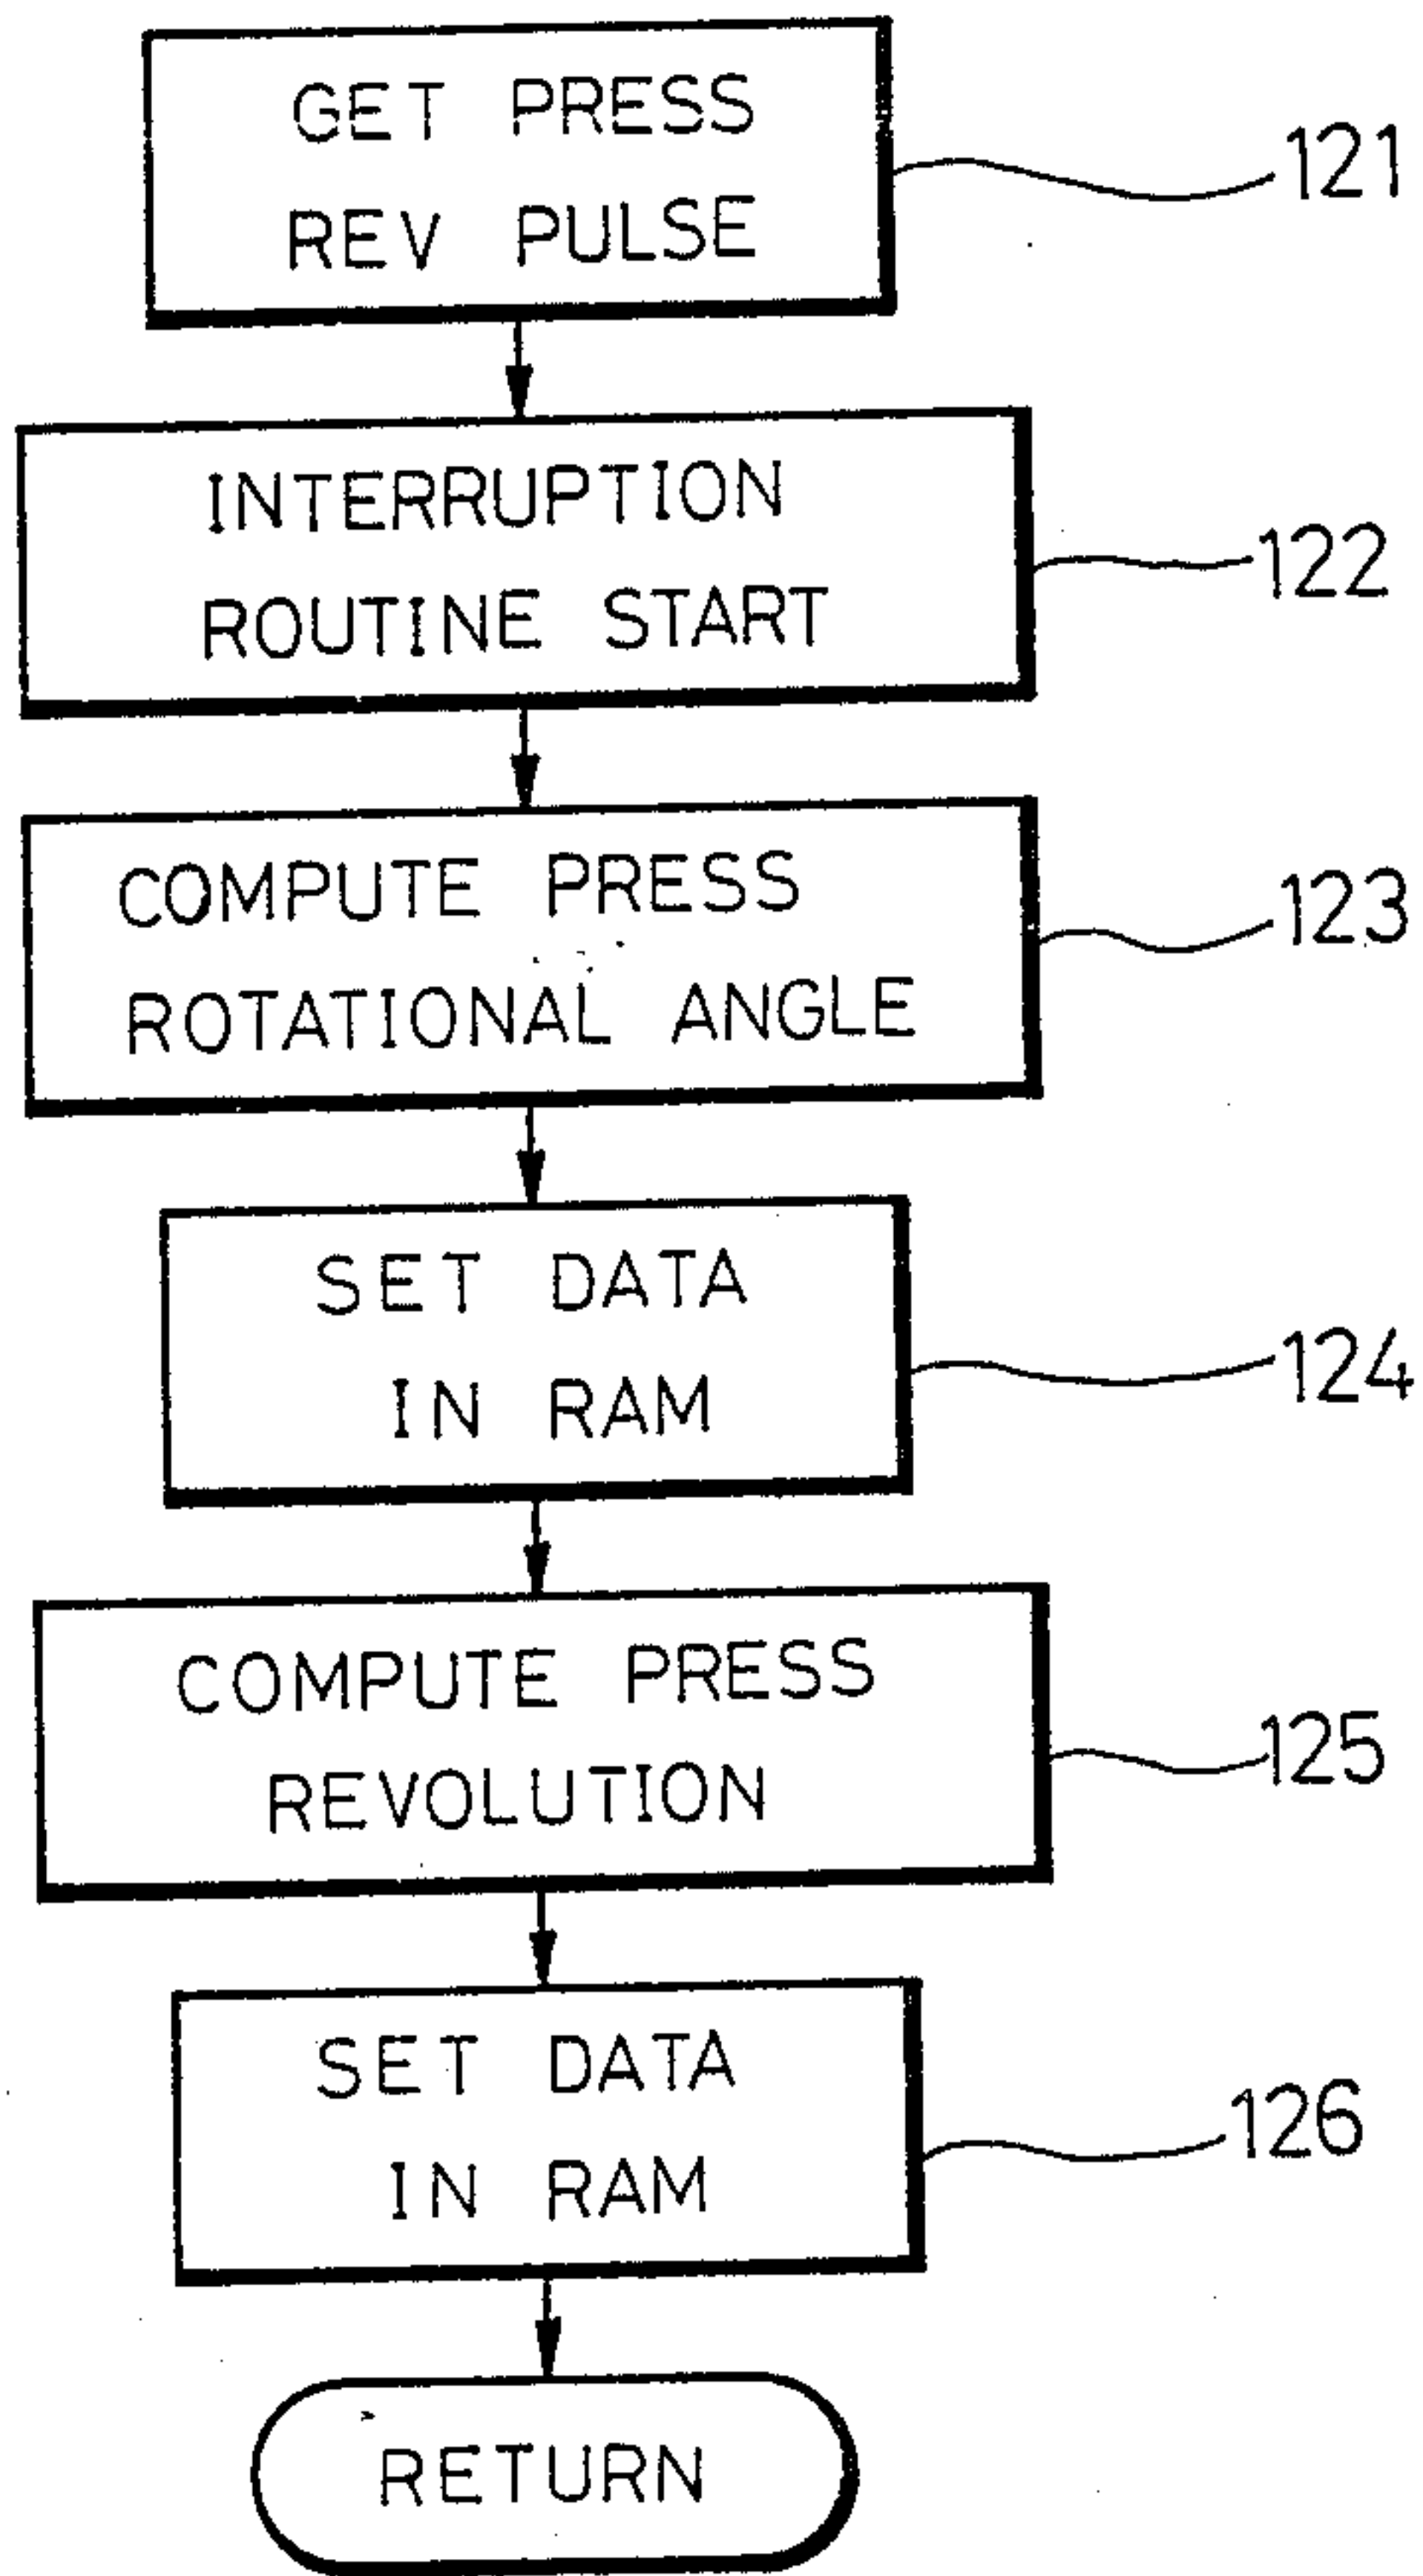 GET PRESS
REV PULSE
121
INTERRUPTION
ROUTINE START
122
COMPUTE PRESS
ROTATIONAL ANGLE
123
SET DATA
IN RAM
124
COMPUTE PRESS
REVOLUTION
125
SET DATA
IN RAM
126
RETURN